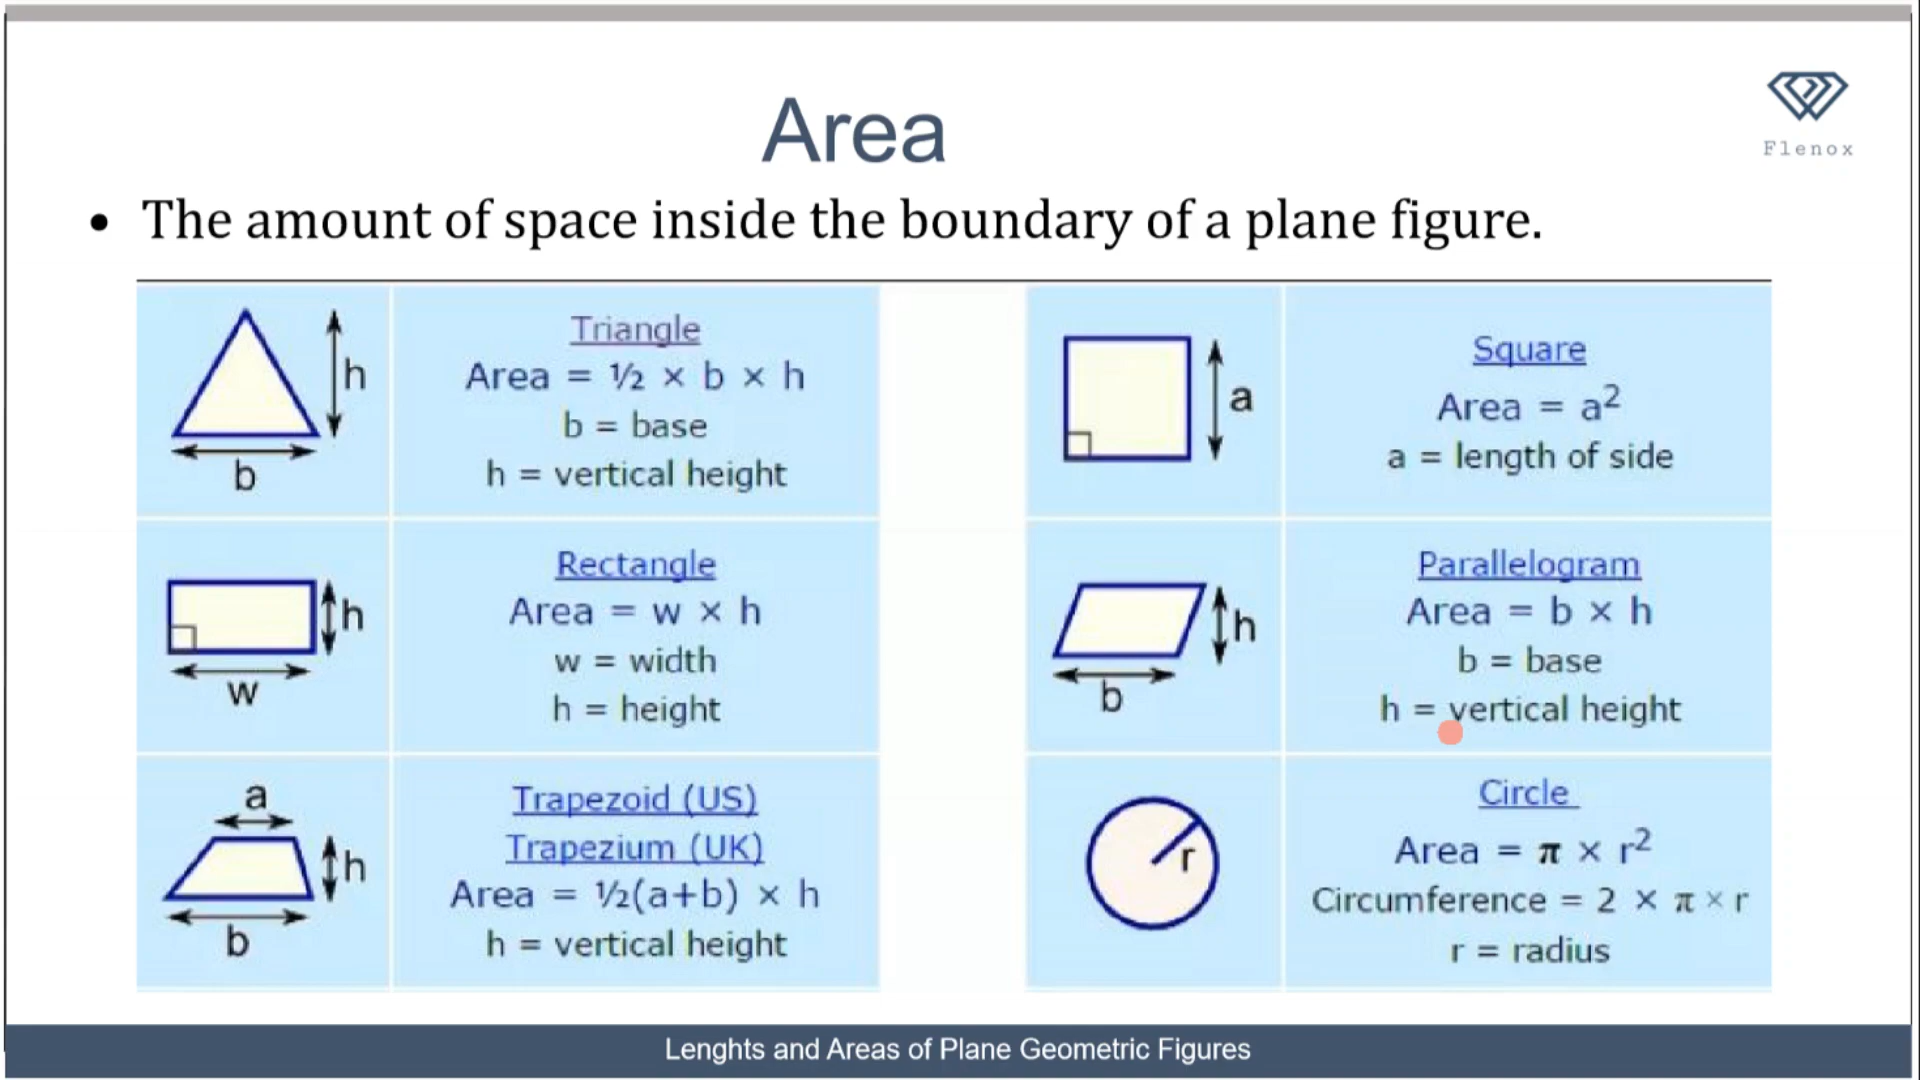 Area
Flenox
• The amount of space inside the boundary of a plane figure.
h
b
Triangle
Area = ½ × b × h
b = base
h = vertical height
a
Square
Area = a²
a = length of side
h
w
Rectangle
Area = w × h
w = width
h = height
h
b
Parallelogram
Area = b × h
b = base
h = vertical height
a
h
b
Trapezoid (US)
Trapezium (UK)
Area = ½(a+b) × h
h = vertical height
r
Circle
Area = π × r²
Circumference = 2 × π × r
r = radius
Lenghts and Areas of Plane Geometric Figures